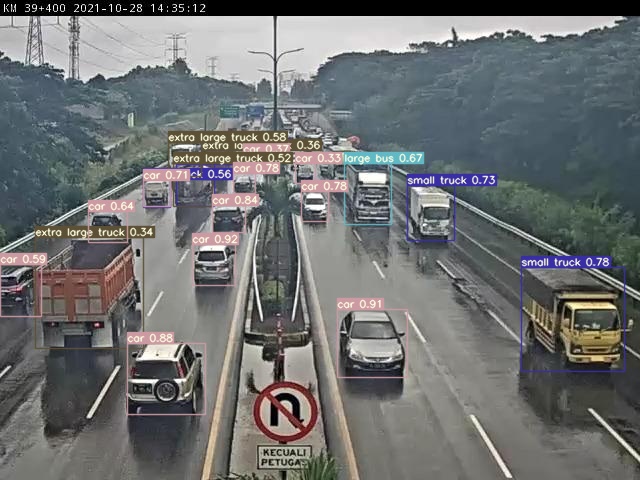 KM 39+400 2021-10-28 14:35:12
extra large truck 0.58
extra la
0.36
car 0.37
extra large truck 0.52
car 0.33
large bus 0.67
car 0.71
ck 0.56
car 0.78
car 0.78
small truck 0.73
car 0.64
car 0.84
extra large truck 0.34
car 0.92
car 0.59
small truck 0.78
car 0.91
car 0.88
KECUALI
PETUGAS